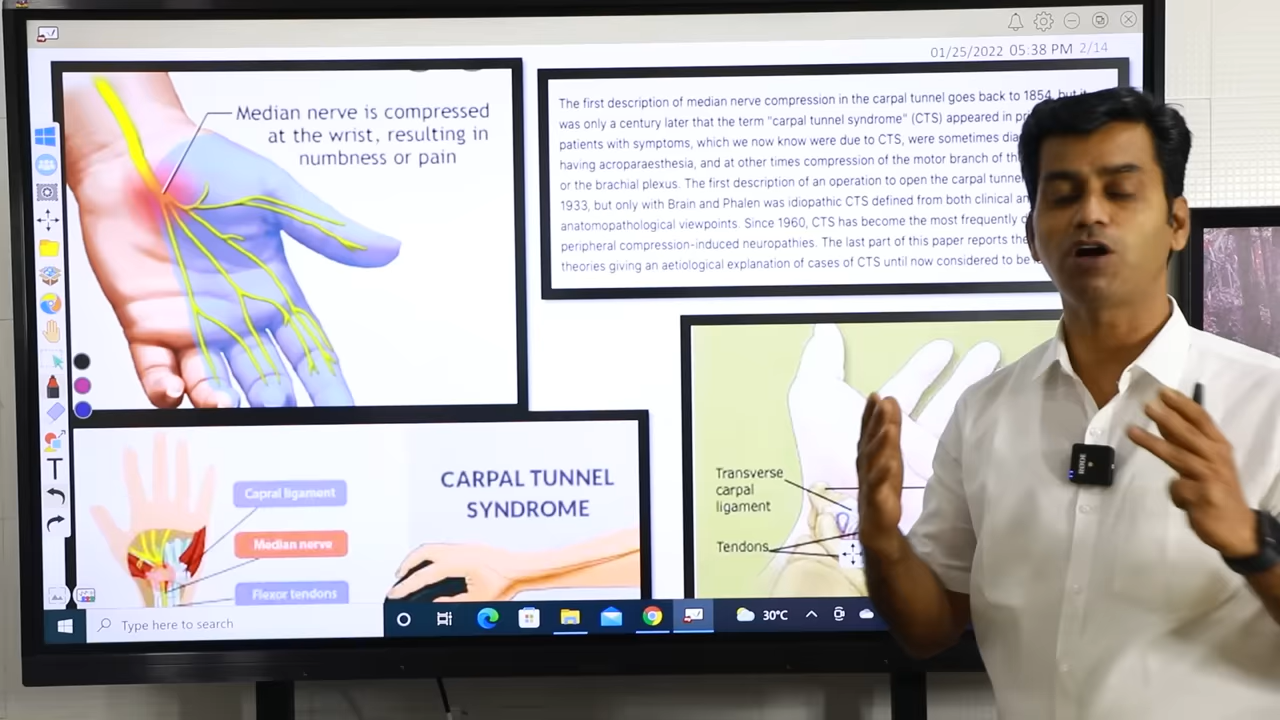 01/25/2022 05:38 PM 2/14
Median nerve is compressed
at the wrist, resulting in
numbness or pain
The first description of median nerve compression in the carpal tunnel goes back to 1854, but
was only a century later that the term "carpal tunnel syndrome" (CTS) appeared in
patients with symptoms, which we now know were due to CTS, were sometimes
having acroparaesthesia, and at other times compression of the motor branch of
or the brachial plexus. The first description of an operation to open the carpal
1933, but only with Brain and Phalen was idiopathic CTS defined from both clinical
anatomopathological viewpoints. Since 1960, CTS has become the most frequently
peripheral compression-induced neuropathies. The last part of this paper reports
theories giving an aetiological explanation of cases of CTS until now considered to be
Capral ligament
Median nerve
Flexor tendons
CARPAL TUNNEL
SYNDROME
Transverse
carpal
ligament
Tendons
RODE
T
Type here to search
30°C